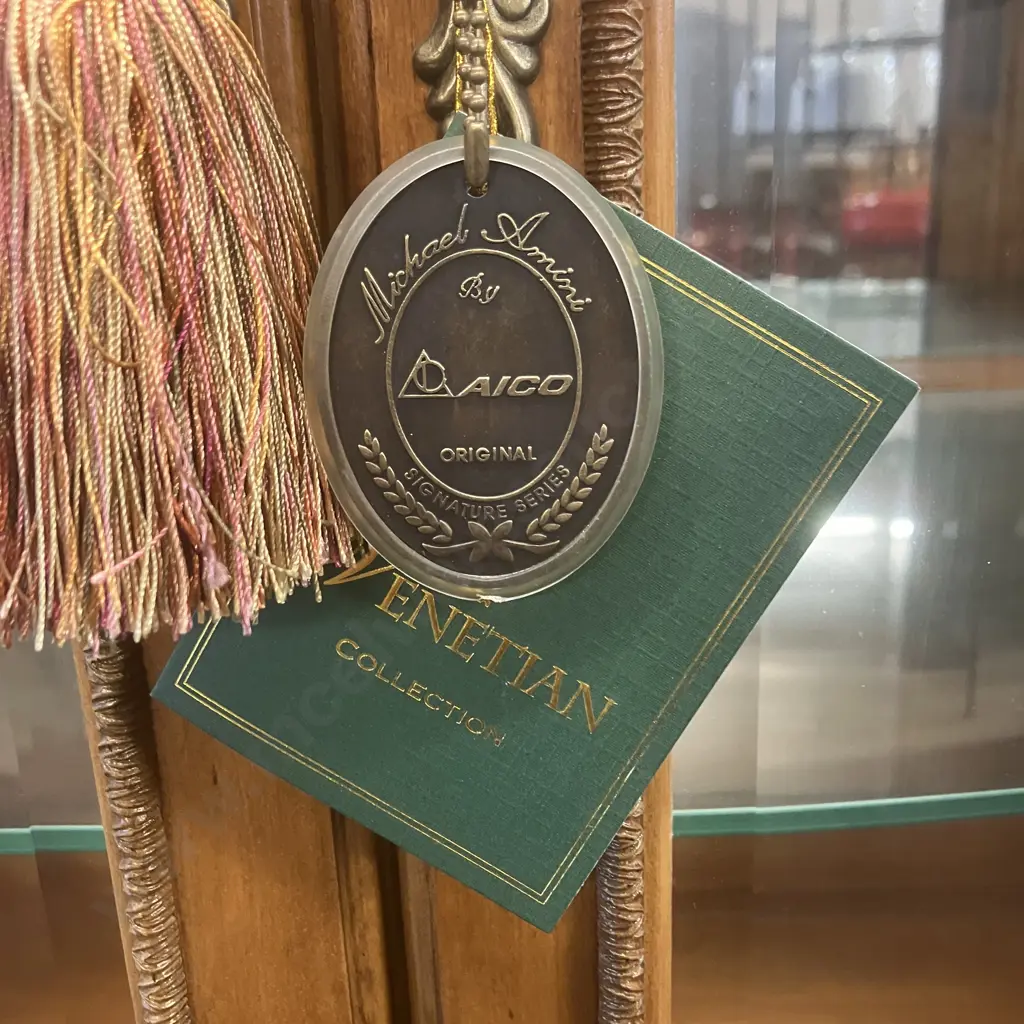 Michael Amini
By
AICO
ORIGINAL
SIGNATURE SERIES
VENETIAN
COLLECTION